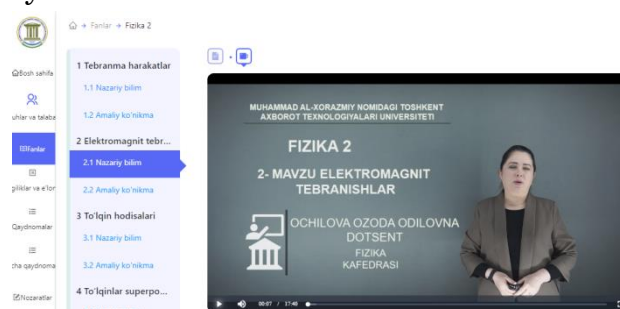 Fanlar → Fizika 2
Bosh sahifa
uhlar va talaba
Fanlar
giliklar va e'lor
Qaydnomalar
cha qaydnoma
Nozaratlar
1 Tebranma harakatlar
1.1 Nazariy bilim
1.2 Amaliy ko'nikma
2 Elektromagnit tebr...
2.1 Nazariy bilim
2.2 Amaliy ko'nikma
3 To'lqin hodisalari
3.1 Nazariy bilim
3.2 Amaliy ko'nikma
4 To'lqinlar superpo...
MUHAMMAD AL-XORAZMIY NOMIDAGI TOSHKENT
AXBOROT TEXNOLOGIYALARI UNIVERSITETI
FIZIKA 2
2- MAVZU ELEKTROMAGNIT
TEBRANISHLAR
OCHILOVA OZODA ODILOVNA
DOTSENT
FIZIKA
KAFEDRASI
00:07 / 17:40